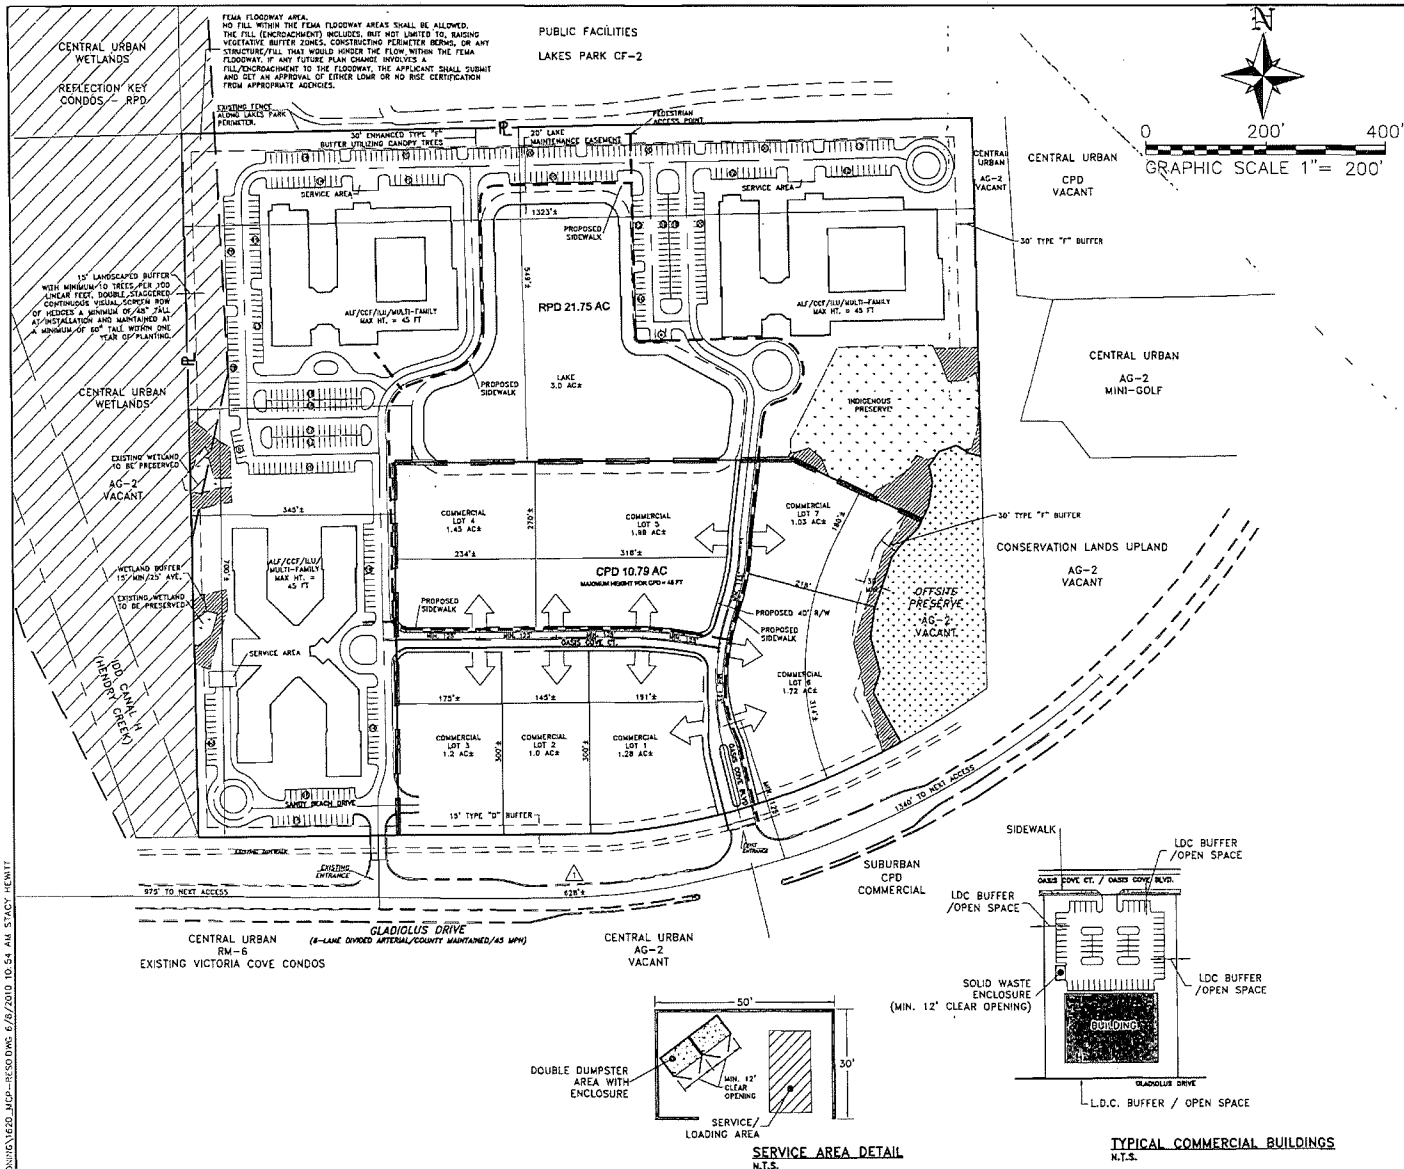 FEMA FLOODWAY AREA.
NO FILL WITHIN THE FEMA FLOODWAY AREAS SHALL BE ALLOWED.
THE FILL (ENCROACHMENT) INCLUDES, BUT NOT LIMITED TO, RAISING
VEGETATIVE BUFFER ZONES, CONSTRUCTING PERIMETER BERMS, OR ANY
STRUCTURE/FILL THAT WOULD HINDER THE FLOW WITHIN THE FEMA
FLOODWAY. IF ANY FUTURE PLAN CHANGE INVOLVES A
FILL/ENCROACHMENT TO THE FLOODWAY, THE APPLICANT SHALL SUBMIT
AND GET AN APPROVAL OF EITHER LOMR OR NO RISE CERTIFICATION
FROM APPROPRIATE AGENCIES.
CENTRAL URBAN
WETLANDS
REFLECTION KEY
CONDOS - RPD
PUBLIC FACILITIES
LAKES PARK CF-2
N
0 200' 400'
GRAPHIC SCALE 1"= 200'
EXISTING FENCE
ALONG LAKES PARK
PERIMETER.
30' ENHANCED TYPE "F"
BUFFER UTILIZING CANOPY TREES
PL
20' LAKE
MAINTENANCE EASEMENT
PEDESTRIAN
ACCESS POINT
CENTRAL
URBAN
AG-2
VACANT
CENTRAL URBAN
CPD
VACANT
SERVICE AREA
SERVICE AREA
1323'±
PROPOSED
SIDEWALK
30' TYPE "F" BUFFER
15' LANDSCAPED BUFFER
WITH MINIMUM 10 TREES PER 100
LINEAR FEET, DOUBLE STAGGERED
CONTINUOUS VISUAL SCREEN ROW
OF HEDGES A MINIMUM OF 48" TALL
AT INSTALLATION AND MAINTAINED AT
A MINIMUM OF 60" TALL WITHIN ONE
YEAR OF PLANTING.
549'±
RPD 21.75 AC
ALF/CCF/ILU/MULTI-FAMILY
MAX HT. = 45 FT
ALF/CCF/ILU/MULTI-FAMILY
MAX HT. = 45 FT
PL
LAKE
3.0 AC±
PROPOSED
SIDEWALK
CENTRAL URBAN
AG-2
MINI-GOLF
CENTRAL URBAN
WETLANDS
INDIGENOUS
PRESERVE
EXISTING WETLAND
TO BE PRESERVED
AG-2
VACANT
345'±
COMMERCIAL
LOT 4
1.45 AC±
270'±
COMMERCIAL
LOT 5
1.98 AC±
COMMERCIAL
LOT 7
1.03 AC±
180'±
30' TYPE "F" BUFFER
234'±
318'±
CONSERVATION LANDS UPLAND
AG-2
VACANT
CPD 10.79 AC
MAXIMUM HEIGHT FOR CPD = 45 FT
WETLAND BUFFER
15' MIN/25' AVE.
EXISTING WETLAND
TO BE PRESERVED
700'±
ALF/CCF/ILU/
MULTI-FAMILY
MAX HT. =
45 FT
218'
OFFSITE
PRESERVE
AG-2
VACANT
PROPOSED
SIDEWALK
PROPOSED 40' R/W
PROPOSED
SIDEWALK
MIN. 125' MIN. 125' MIN. 125' MIN. 125'
OASIS COVE CT.
SERVICE AREA
IDD CANAL H
(HENDRY CREEK)
175'±
145'±
191'±
COMMERCIAL
LOT 6
1.72 AC±
314'±
COMMERCIAL
LOT 3
1.2 AC±
300'±
COMMERCIAL
LOT 2
1.0 AC±
300'±
COMMERCIAL
LOT 1
1.28 AC±
OASIS COVE BLVD
MIN. 125'
SANDY BEACH DRIVE
15' TYPE "D" BUFFER
1340' TO NEXT ACCESS
EXISTING SIDEWALK
EXISTING
ENTRANCE
EXIST
ENTRANCE
1
975' TO NEXT ACCESS
628'±
SUBURBAN
CPD
COMMERCIAL
GLADIOLUS DRIVE
(6-LANE DIVIDED ARTERIAL/COUNTY MAINTAINED/45 MPH)
CENTRAL URBAN
RM-6
EXISTING VICTORIA COVE CONDOS
CENTRAL URBAN
AG-2
VACANT
SIDEWALK
LDC BUFFER
/OPEN SPACE
OASIS COVE CT. / OASIS COVE BLVD.
LDC BUFFER
/OPEN SPACE
LDC BUFFER
/OPEN SPACE
SOLID WASTE
ENCLOSURE
(MIN. 12' CLEAR OPENING)
BUILDING
GLADIOLUS DRIVE
L.D.C. BUFFER / OPEN SPACE
TYPICAL COMMERCIAL BUILDINGS
N.T.S.
50'
30'
DOUBLE DUMPSTER
AREA WITH
ENCLOSURE
MIN. 12'
CLEAR
OPENING
SERVICE/
LOADING AREA
SERVICE AREA DETAIL
N.T.S.
6/8/2010 10:54 AM STACY HEWITT